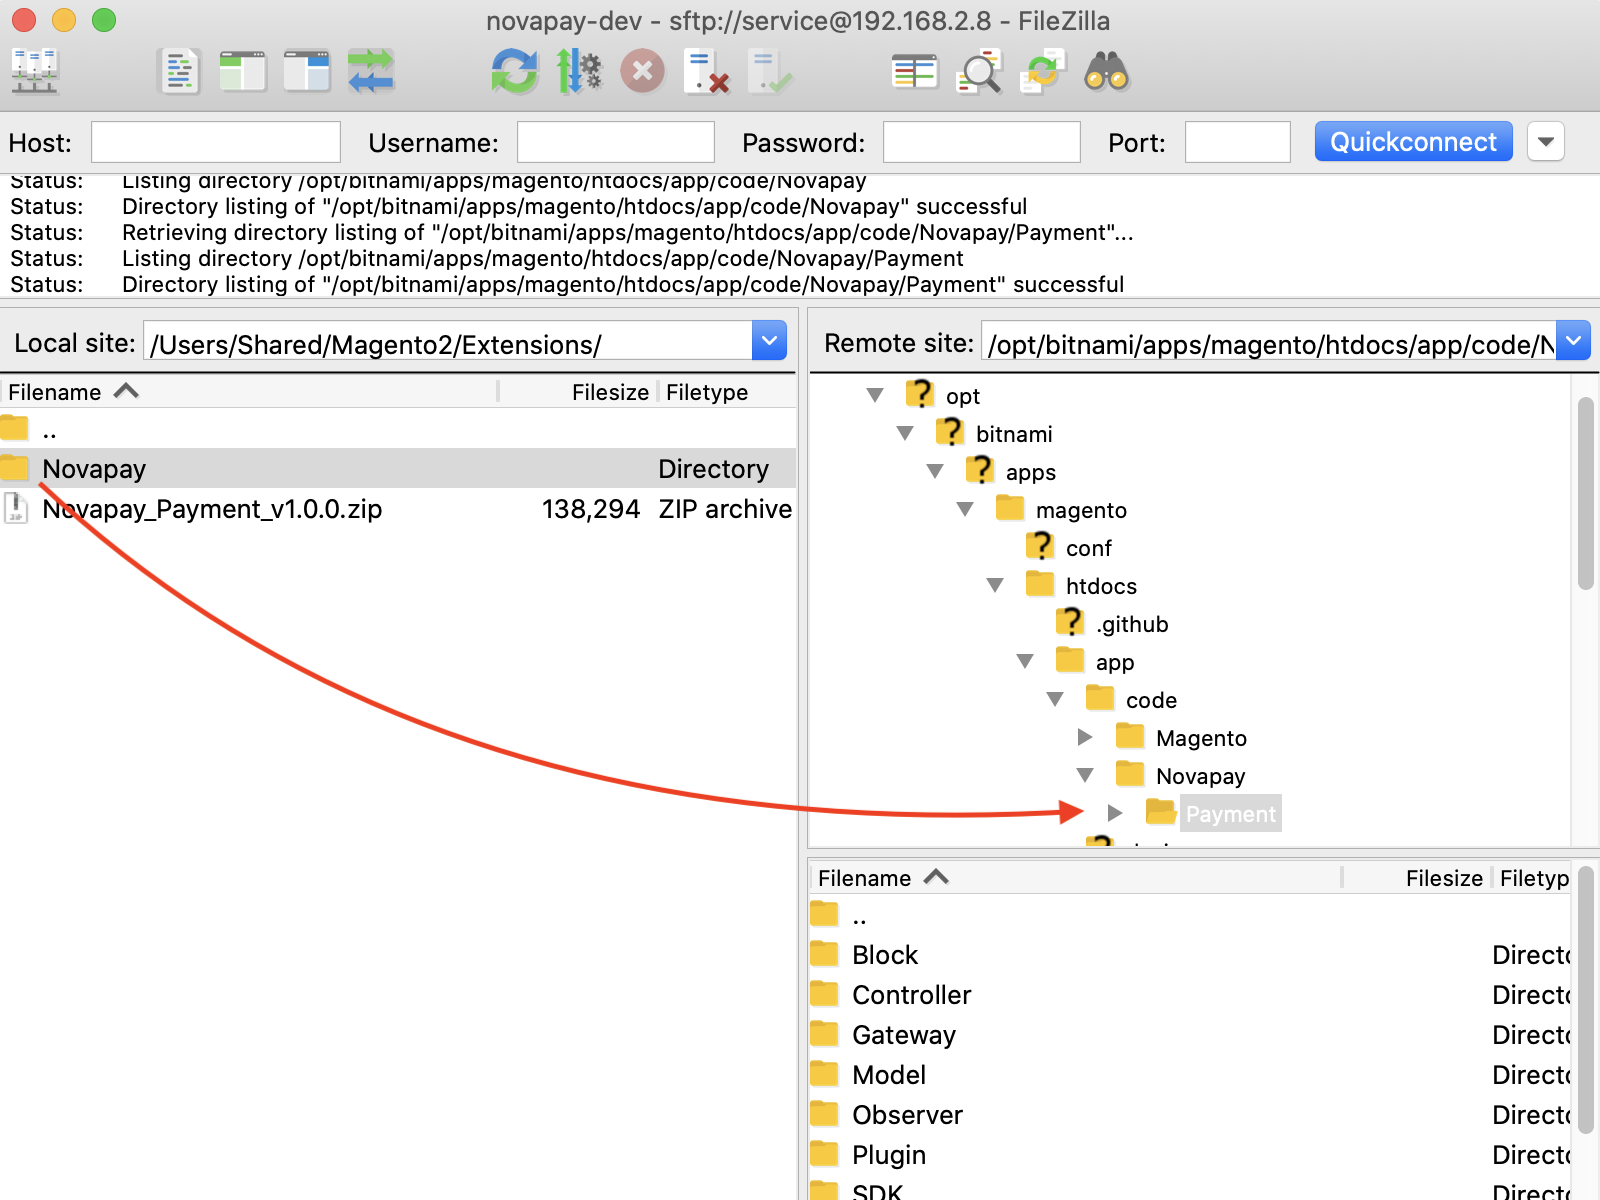 novapay-dev - sftp://service@192.168.2.8 - FileZilla
Host: Username: Password: Port: Quickconnect
Status: Listing directory /opt/bitnami/apps/magento/htdocs/app/code/Novapay
Status: Directory listing of "/opt/bitnami/apps/magento/htdocs/app/code/Novapay" successful
Status: Retrieving directory listing of "/opt/bitnami/apps/magento/htdocs/app/code/Novapay/Payment"...
Status: Listing directory /opt/bitnami/apps/magento/htdocs/app/code/Novapay/Payment
Status: Directory listing of "/opt/bitnami/apps/magento/htdocs/app/code/Novapay/Payment" successful
Local site: /Users/Shared/Magento2/Extensions/
Filename Filesize Filetype
..
Novapay Directory
Novapay_Payment_v1.0.0.zip 138,294 ZIP archive
Remote site: /opt/bitnami/apps/magento/htdocs/app/code/N
? opt
? bitnami
? apps
magento
? conf
htdocs
? .github
app
code
Magento
Novapay
Payment
Filename Filesize Filetyp
..
Block Directo
Controller Directo
Gateway Directo
Model Directo
Observer Directo
Plugin Directo
SDK Directo